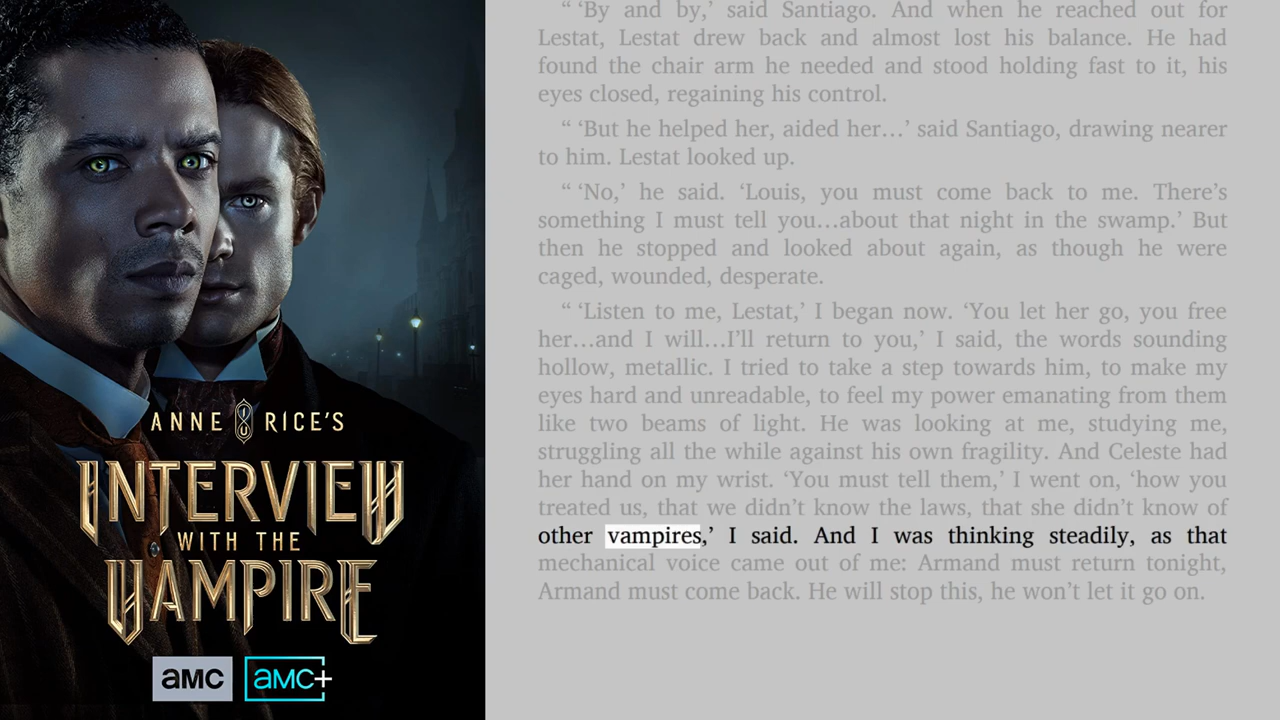 ANNE RICE'S
INTERVIEW
WITH THE
VAMPIRE
aMC
aMC+
“ ‘By and by,’ said Santiago. And when he reached out for
Lestat, Lestat drew back and almost lost his balance. He had
found the chair arm he needed and stood holding fast to it, his
eyes closed, regaining his control.
“ ‘But he helped her, aided her…’ said Santiago, drawing nearer
to him. Lestat looked up.
“ ‘No,’ he said. ‘Louis, you must come back to me. There’s
something I must tell you…about that night in the swamp.’ But
then he stopped and looked about again, as though he were
caged, wounded, desperate.
“ ‘Listen to me, Lestat,’ I began now. ‘You let her go, you free
her…and I will…I’ll return to you,’ I said, the words sounding
hollow, metallic. I tried to take a step towards him, to make my
eyes hard and unreadable, to feel my power emanating from them
like two beams of light. He was looking at me, studying me,
struggling all the while against his own fragility. And Celeste had
her hand on my wrist. ‘You must tell them,’ I went on, ‘how you
treated us, that we didn’t know the laws, that she didn’t know of
other vampires,’ I said. And I was thinking steadily, as that
mechanical voice came out of me: Armand must return tonight,
Armand must come back. He will stop this, he won’t let it go on.